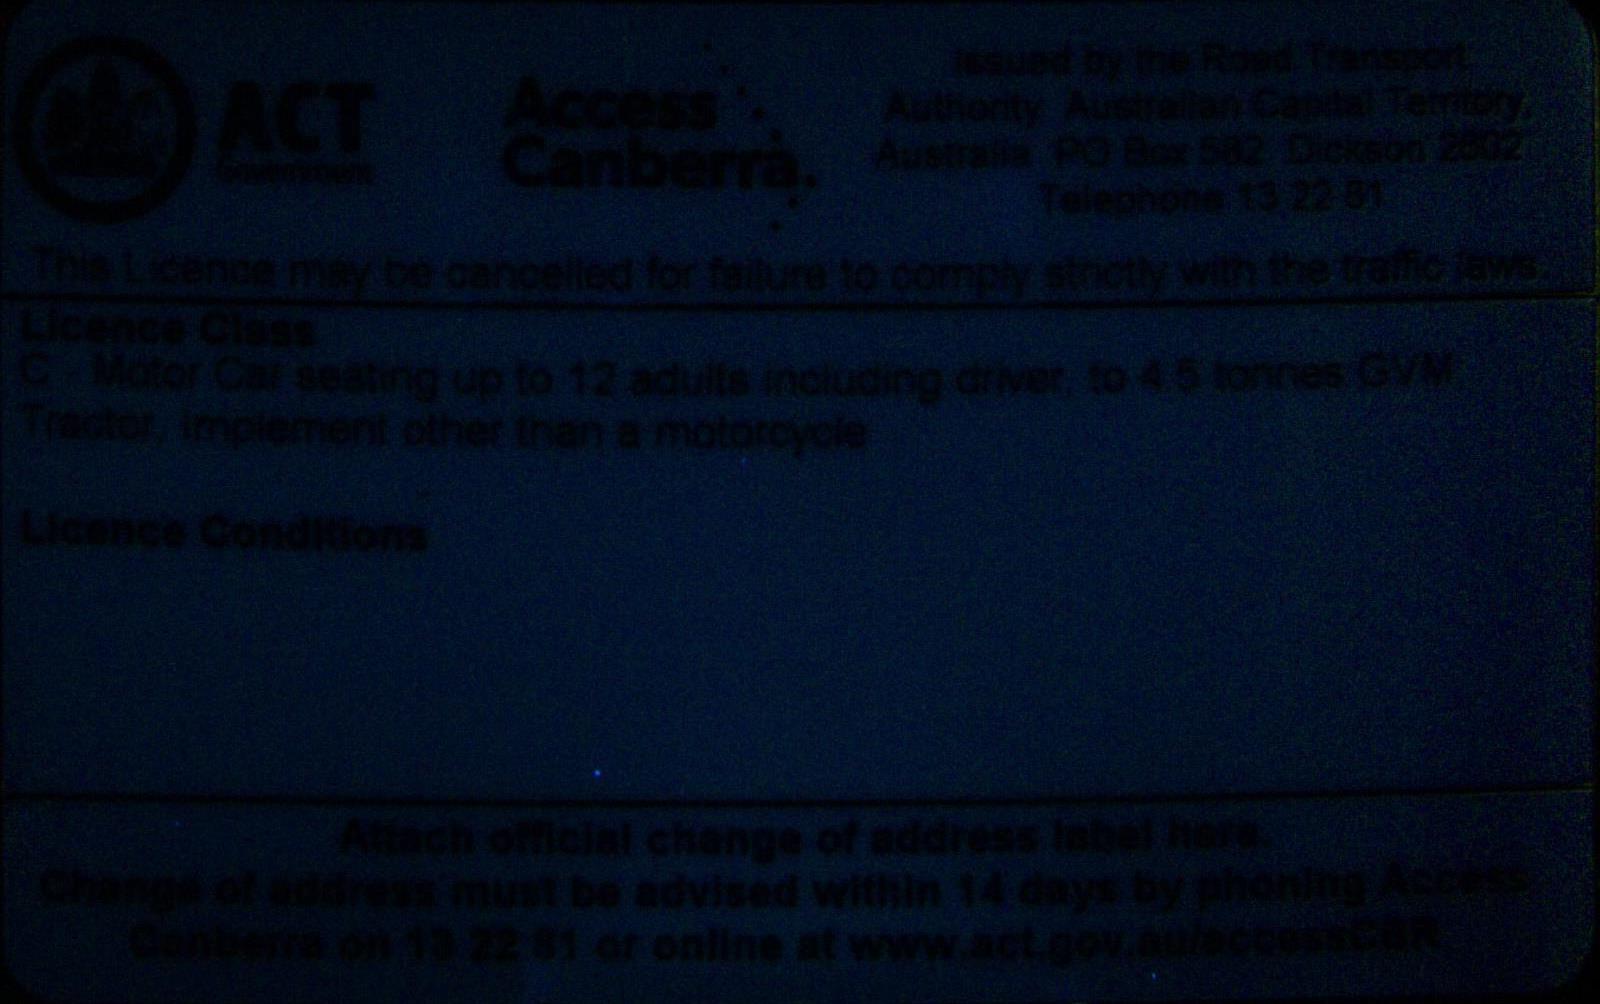 ACT
Government
Access
Canberra.
Issued by the Road Transport
Authority, Australian Capital Territory,
Australia PO Box 582 Dickson 2602
Telephone 13 22 81
This Licence may be cancelled for failure to comply strictly with the traffic laws.
Licence Class
C - Motor Car seating up to 12 adults including driver, to 4.5 tonnes GVM
Tractor, Implement other than a motorcycle
Licence Conditions
Attach official change of address label here.
Change of address must be advised within 14 days by phoning Access
Canberra on 13 22 81 or online at www.act.gov.au/accessCBR